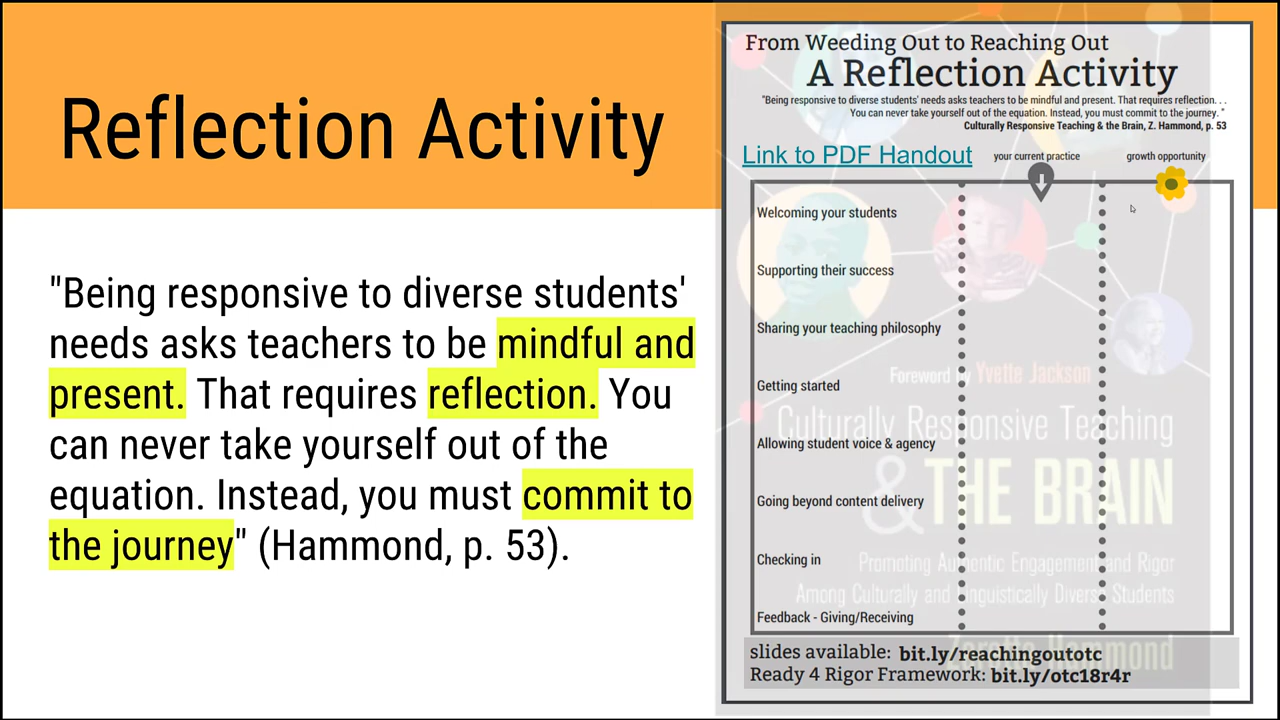 Reflection Activity
"Being responsive to diverse students'
needs asks teachers to be mindful and
present. That requires reflection. You
can never take yourself out of the
equation. Instead, you must commit to
the journey" (Hammond, p. 53).
From Weeding Out to Reaching Out
A Reflection Activity
"Being responsive to diverse students' needs asks teachers to be mindful and present. That requires reflection. . .
You can never take yourself out of the equation. Instead, you must commit to the journey. "
Culturally Responsive Teaching & the Brain, Z. Hammond, p. 53
Link to PDF Handout
your current practice
growth opportunity
Welcoming your students
Supporting their success
Sharing your teaching philosophy
Getting started
Allowing student voice & agency
Going beyond content delivery
Checking in
Feedback - Giving/Receiving
Foreword by Yvette Jackson
Culturally Responsive Teaching
& THE BRAIN
Promoting Authentic Engagement and Rigor
Among Culturally and Linguistically Diverse Students
Zaretta Hammond
slides available: bit.ly/reachingoutotc
Ready 4 Rigor Framework: bit.ly/otc18r4r